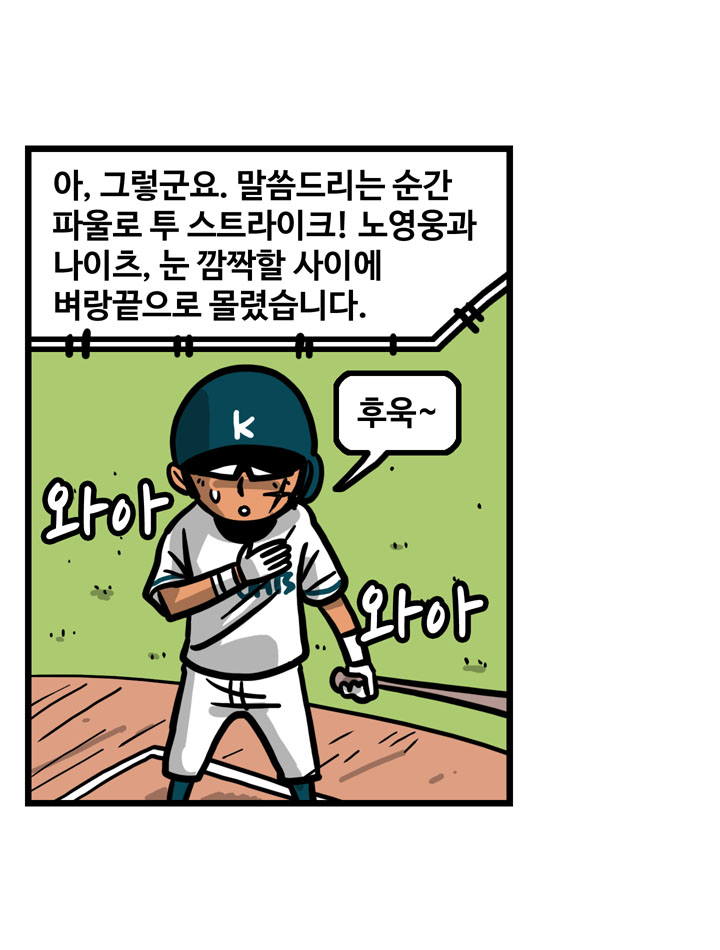 아, 그렇군요. 말씀드리는 순간
파울로 투 스트라이크! 노영웅과
나이츠, 눈 깜짝할 사이에
벼랑끝으로 몰렸습니다.
K
후욱~
와아
와아